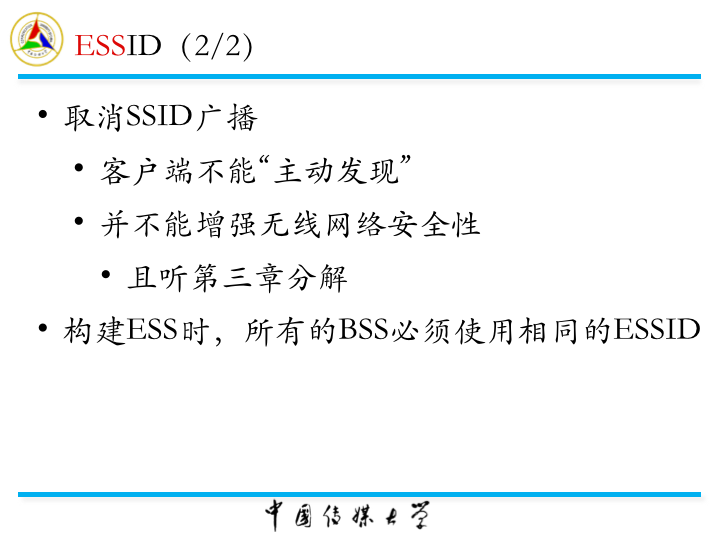 ESSID（2/2）
• 取消SSID广播
• 客户端不能“主动发现”
• 并不能增强无线网络安全性
• 且听第三章分解
• 构建ESS时，所有的BSS必须使用相同的ESSID
中国传媒大学